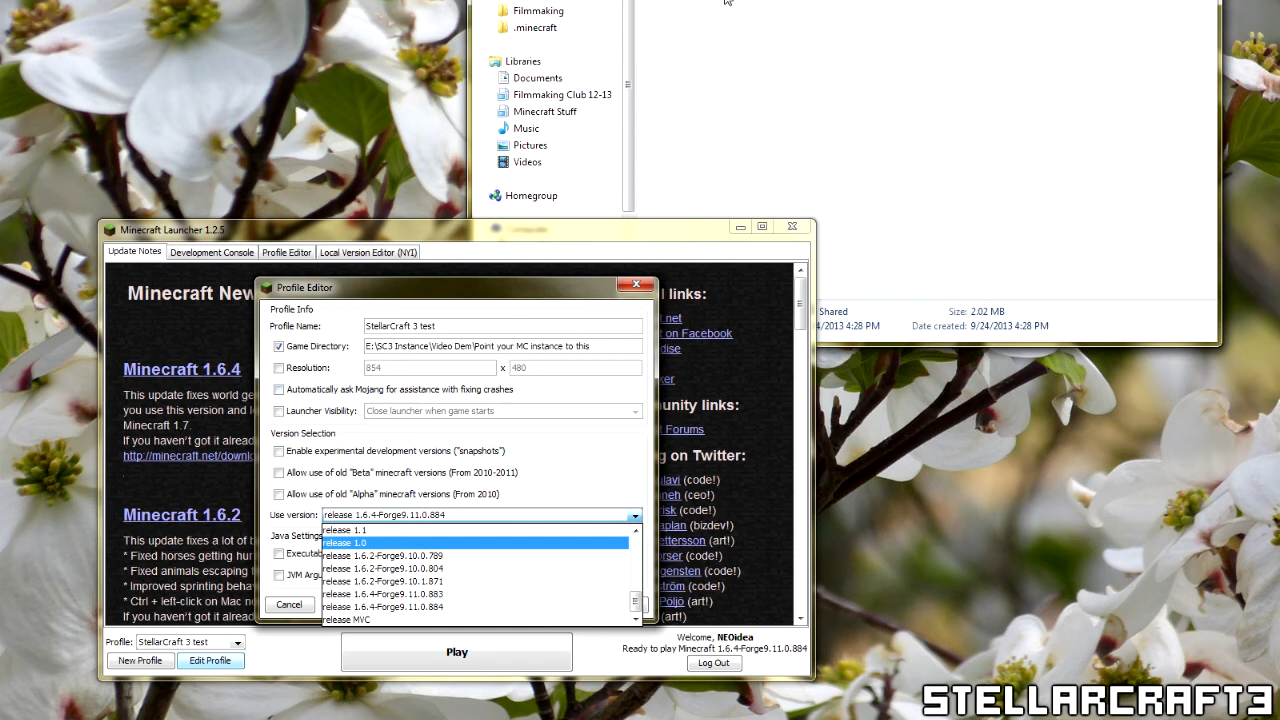 Filmmaking
.minecraft
Libraries
Documents
Filmmaking Club 12-13
Minecraft Stuff
Music
Pictures
Videos
Homegroup
Shared
Size: 2.02 MB
4/2013 4:28 PM
Date created: 9/24/2013 4:28 PM
Minecraft Launcher 1.2.5
Update Notes
Development Console
Profile Editor
Local Version Editor (NYI)
Minecraft New
links:
.net
on Facebook
Minecraft 1.6.4
This update fixes world ge
you use this version and l
Minecraft 1.7.
If you haven't got it alread
http://minecraft.net/downl
Minecraft 1.6.2
This update fixes a lot of b
* Fixed horses getting hur
* Fixed animals escaping f
* Improved sprinting behav
* Ctrl + left-click on Mac n
If you haven't got it alread
unity links:
t Forums
g on Twitter:
(code!)
(ceo!)
(code!)
(bizdev!)
(art!)
(code!)
(code!)
(code!)
(art!)
(art!)
Profile Editor
Profile Info
Profile Name: StellarCraft 3 test
Game Directory: E:\SC3 Instance\Video Dem\Point your MC instance to this
Resolution: 854 x 480
Automatically ask Mojang for assistance with fixing crashes
Launcher Visibility: Close launcher when game starts
Version Selection
Enable experimental development versions ("snapshots")
Allow use of old "Beta" minecraft versions (From 2010-2011)
Allow use of old "Alpha" minecraft versions (From 2010)
Use version: release 1.6.4-Forge9.11.0.884
release 1.1
release 1.0
release 1.6.2-Forge9.10.0.789
release 1.6.2-Forge9.10.0.804
release 1.6.2-Forge9.10.1.871
release 1.6.4-Forge9.11.0.883
release 1.6.4-Forge9.11.0.884
release MVC
Java Settings
Executab
JVM Argu
Cancel
Profile: StellarCraft 3 test
New Profile
Edit Profile
Play
Welcome, NEOidea
Ready to play Minecraft 1.6.4-Forge9.11.0.884
Log Out
STELLARCRAFT3